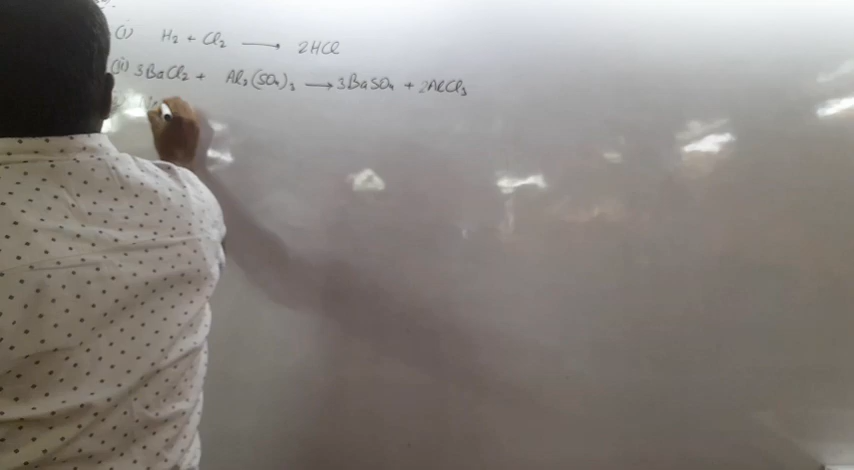 (i) H₂ + Cl₂ → 2HCl
(ii) 3BaCl₂ + Al₂(SO₄)₃ → 3BaSO₄ + 2AlCl₃